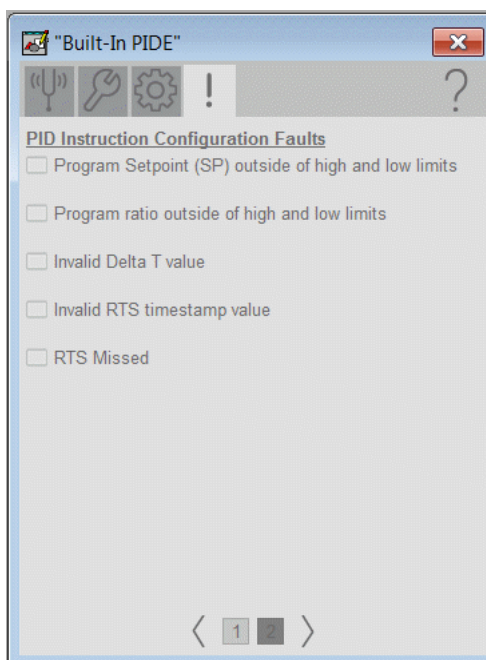 "Built-In PIDE"
! ?
PID Instruction Configuration Faults
Program Setpoint (SP) outside of high and low limits
Program ratio outside of high and low limits
Invalid Delta T value
Invalid RTS timestamp value
RTS Missed
1 2